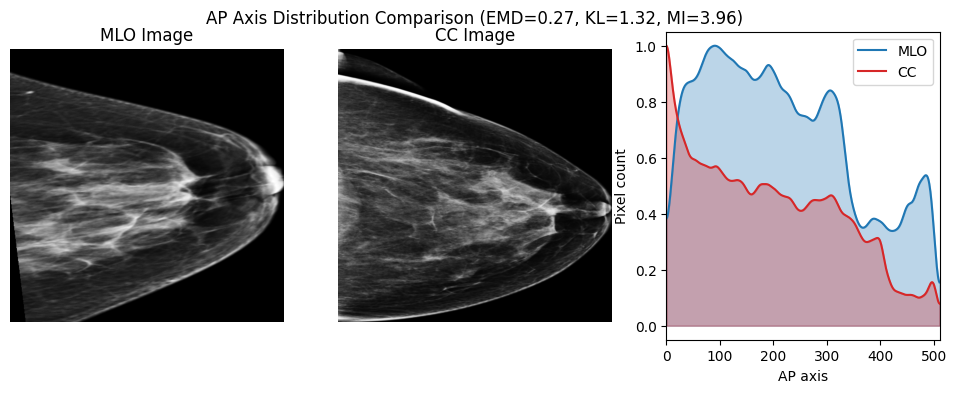 AP Axis Distribution Comparison (EMD=0.27, KL=1.32, MI=3.96)
MLO Image
CC Image
MLO
CC
Pixel count
1.0
0.8
0.6
0.4
0.2
0.0
0 100 200 300 400 500
AP axis